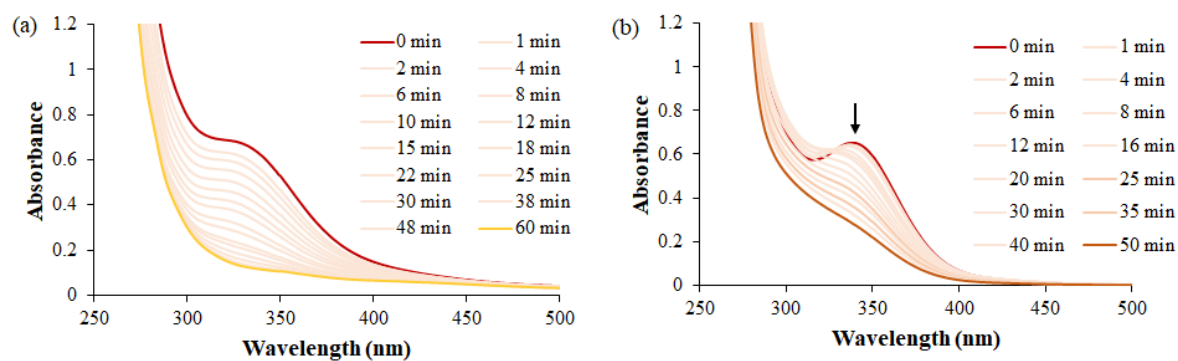 (a)
1.2
1
0.8
0.6
0.4
0.2
0
Absorbance
250 300 350 400 450 500
Wavelength (nm)
0 min 1 min
2 min 4 min
6 min 8 min
10 min 12 min
15 min 18 min
22 min 25 min
30 min 38 min
48 min 60 min
(b)
1.2
1
0.8
0.6
0.4
0.2
0
Absorbance
250 300 350 400 450 500
Wavelength (nm)
0 min 1 min
2 min 4 min
6 min 8 min
12 min 16 min
20 min 25 min
30 min 35 min
40 min 50 min